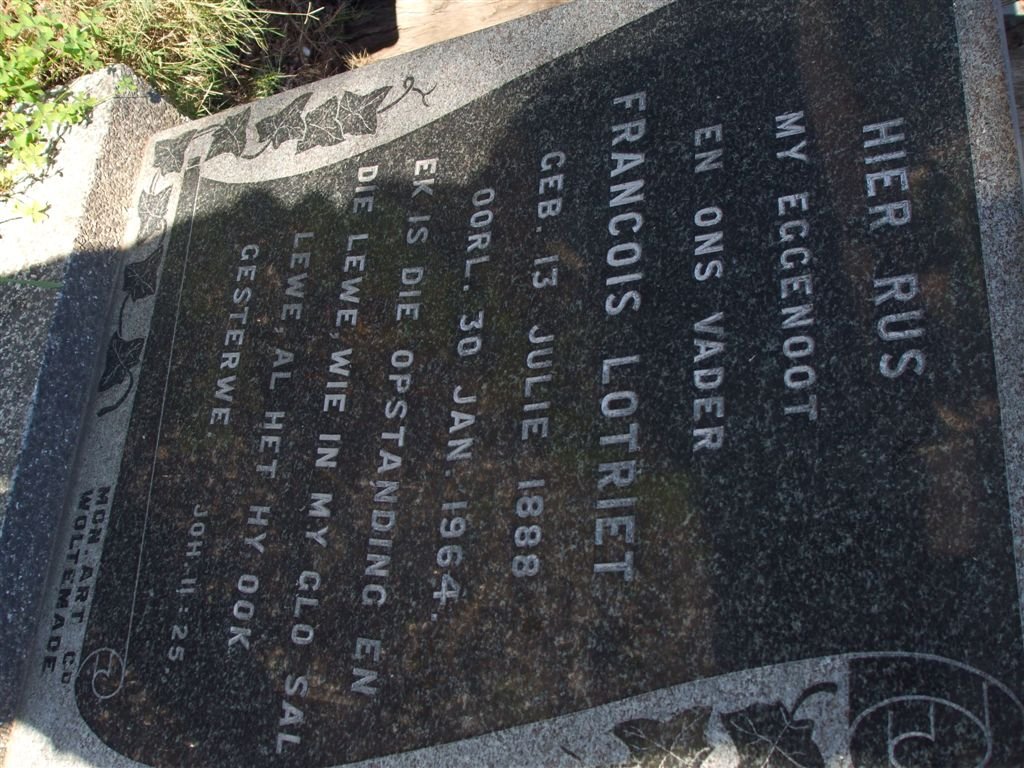 HIER RUS
MY EGGENOOT
EN ONS VADER
FRANCOIS LOTRIET
GEB. 13 JULIE 1888
OORL. 30 JAN. 1964.
EK IS DIE OPSTANDING EN
DIE LEWE, WIE IN MY GLO SAL
LEWE, AL HET HY OOK
GESTERWE.
JOH. 11:25.
MON. ART CO.
WOLTEMADE